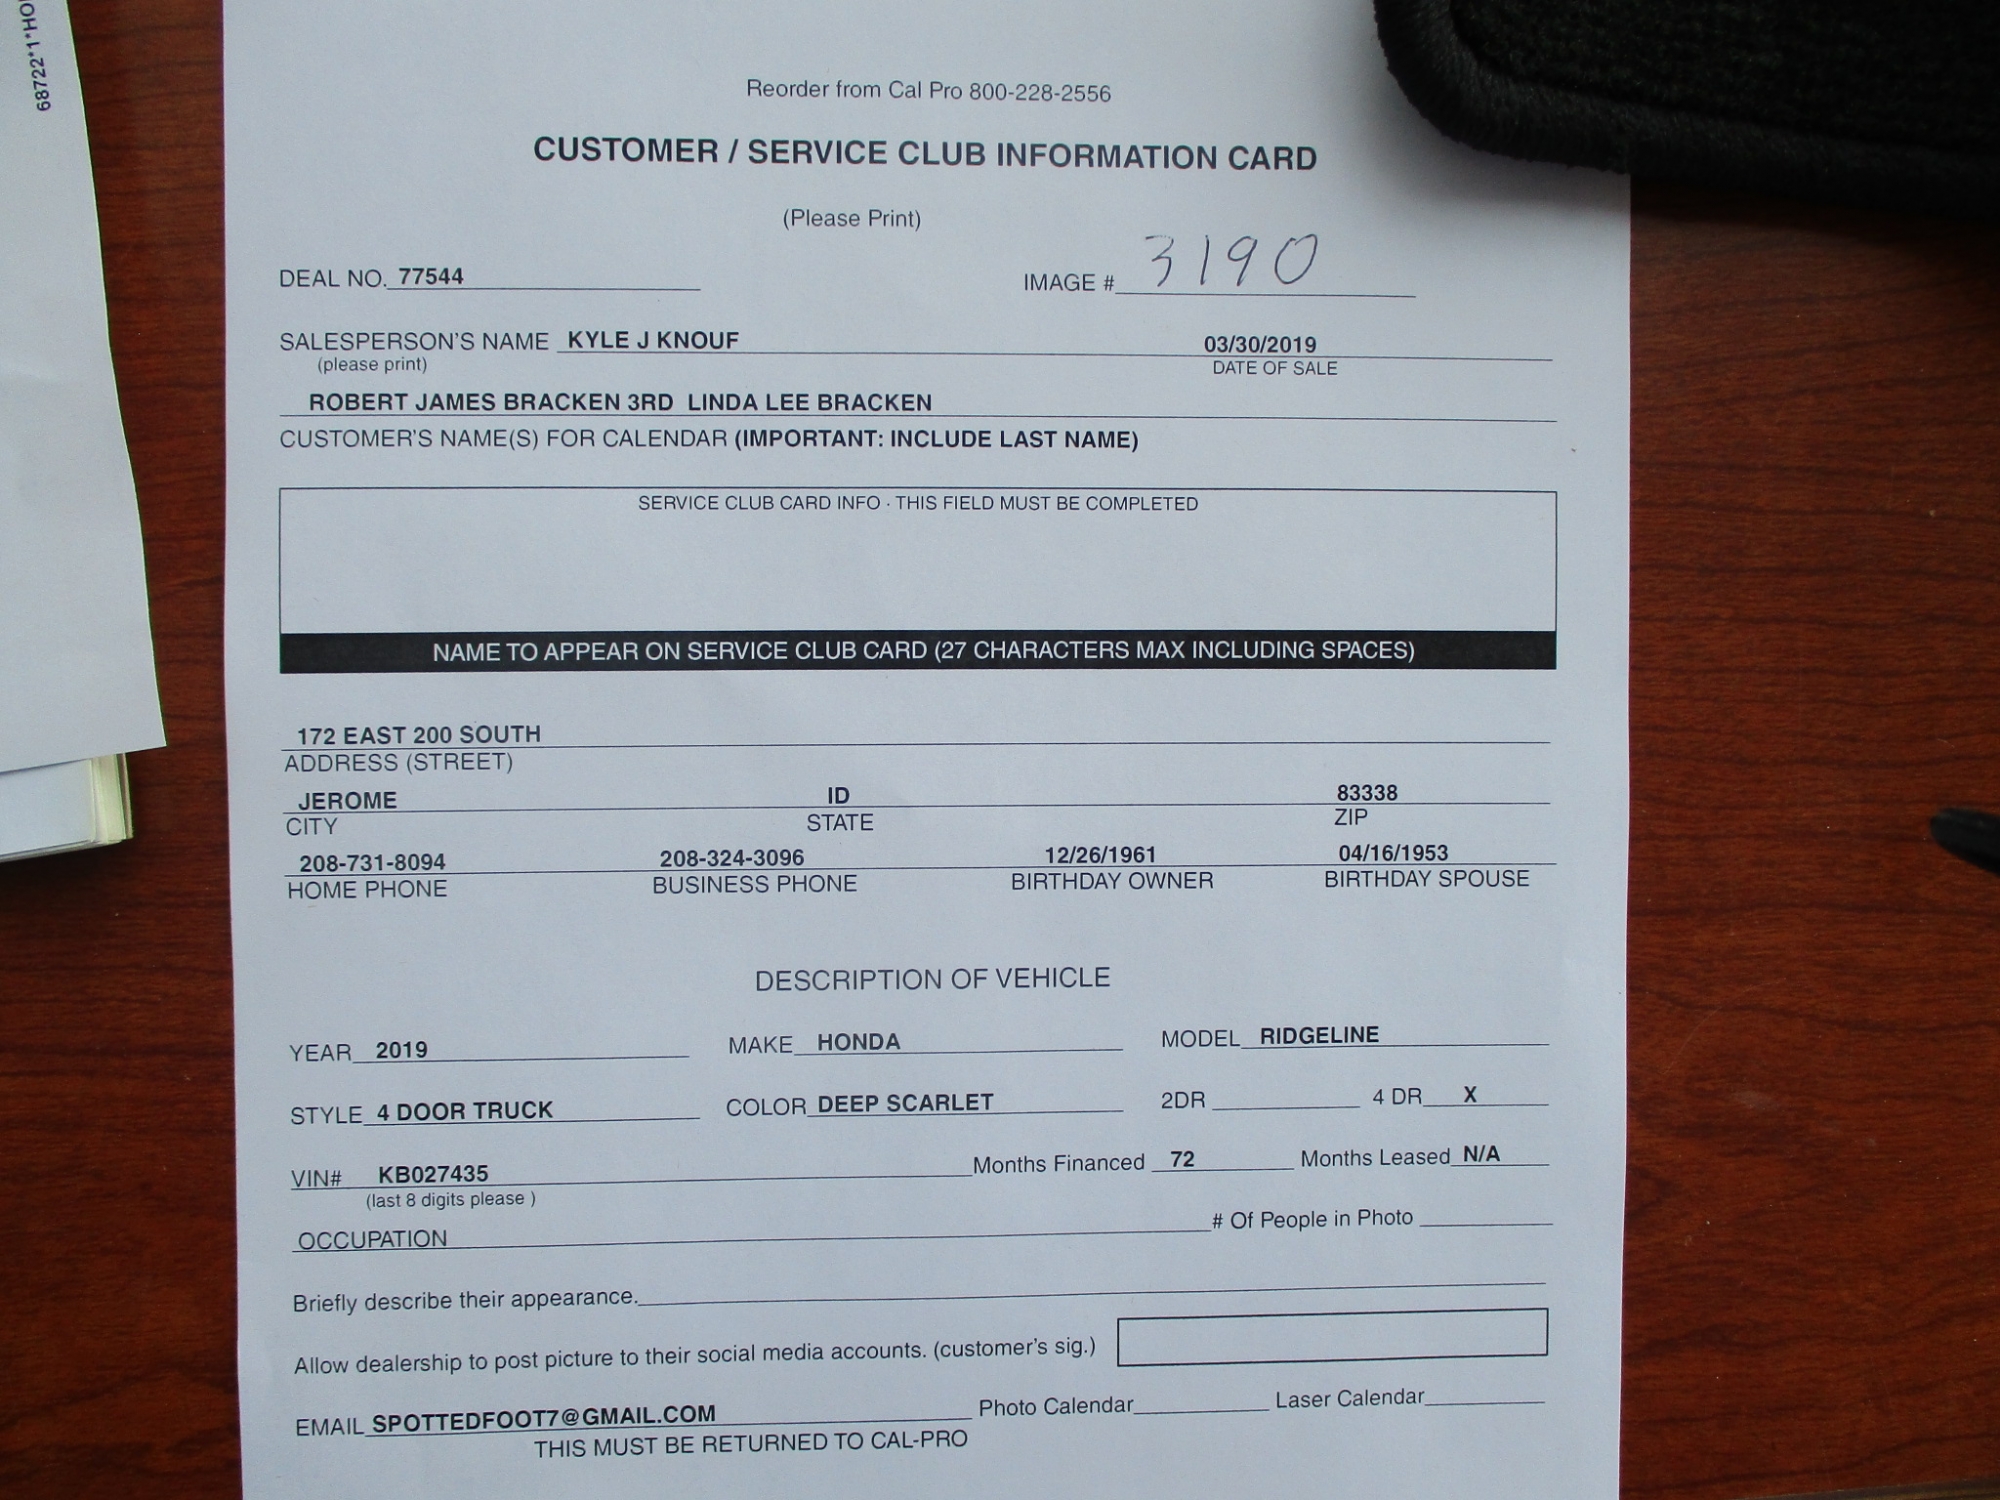 68722*1*HO
Reorder from Cal Pro 800-228-2556
CUSTOMER / SERVICE CLUB INFORMATION CARD
(Please Print)
DEAL NO. 77544 IMAGE # 3190
SALESPERSON'S NAME KYLE J KNOUF 03/30/2019
(please print) DATE OF SALE
ROBERT JAMES BRACKEN 3RD LINDA LEE BRACKEN
CUSTOMER'S NAME(S) FOR CALENDAR (IMPORTANT: INCLUDE LAST NAME)
SERVICE CLUB CARD INFO · THIS FIELD MUST BE COMPLETED
NAME TO APPEAR ON SERVICE CLUB CARD (27 CHARACTERS MAX INCLUDING SPACES)
172 EAST 200 SOUTH
ADDRESS (STREET)
JEROME ID 83338
CITY STATE ZIP
208-731-8094 208-324-3096 12/26/1961 04/16/1953
HOME PHONE BUSINESS PHONE BIRTHDAY OWNER BIRTHDAY SPOUSE
DESCRIPTION OF VEHICLE
YEAR 2019 MAKE HONDA MODEL RIDGELINE
STYLE 4 DOOR TRUCK COLOR DEEP SCARLET 2DR 4 DR X
VIN# KB027435 Months Financed 72 Months Leased N/A
(last 8 digits please )
OCCUPATION # Of People in Photo
Briefly describe their appearance.
Allow dealership to post picture to their social media accounts. (customer's sig.)
EMAIL SPOTTEDFOOT7@GMAIL.COM Photo Calendar Laser Calendar
THIS MUST BE RETURNED TO CAL-PRO